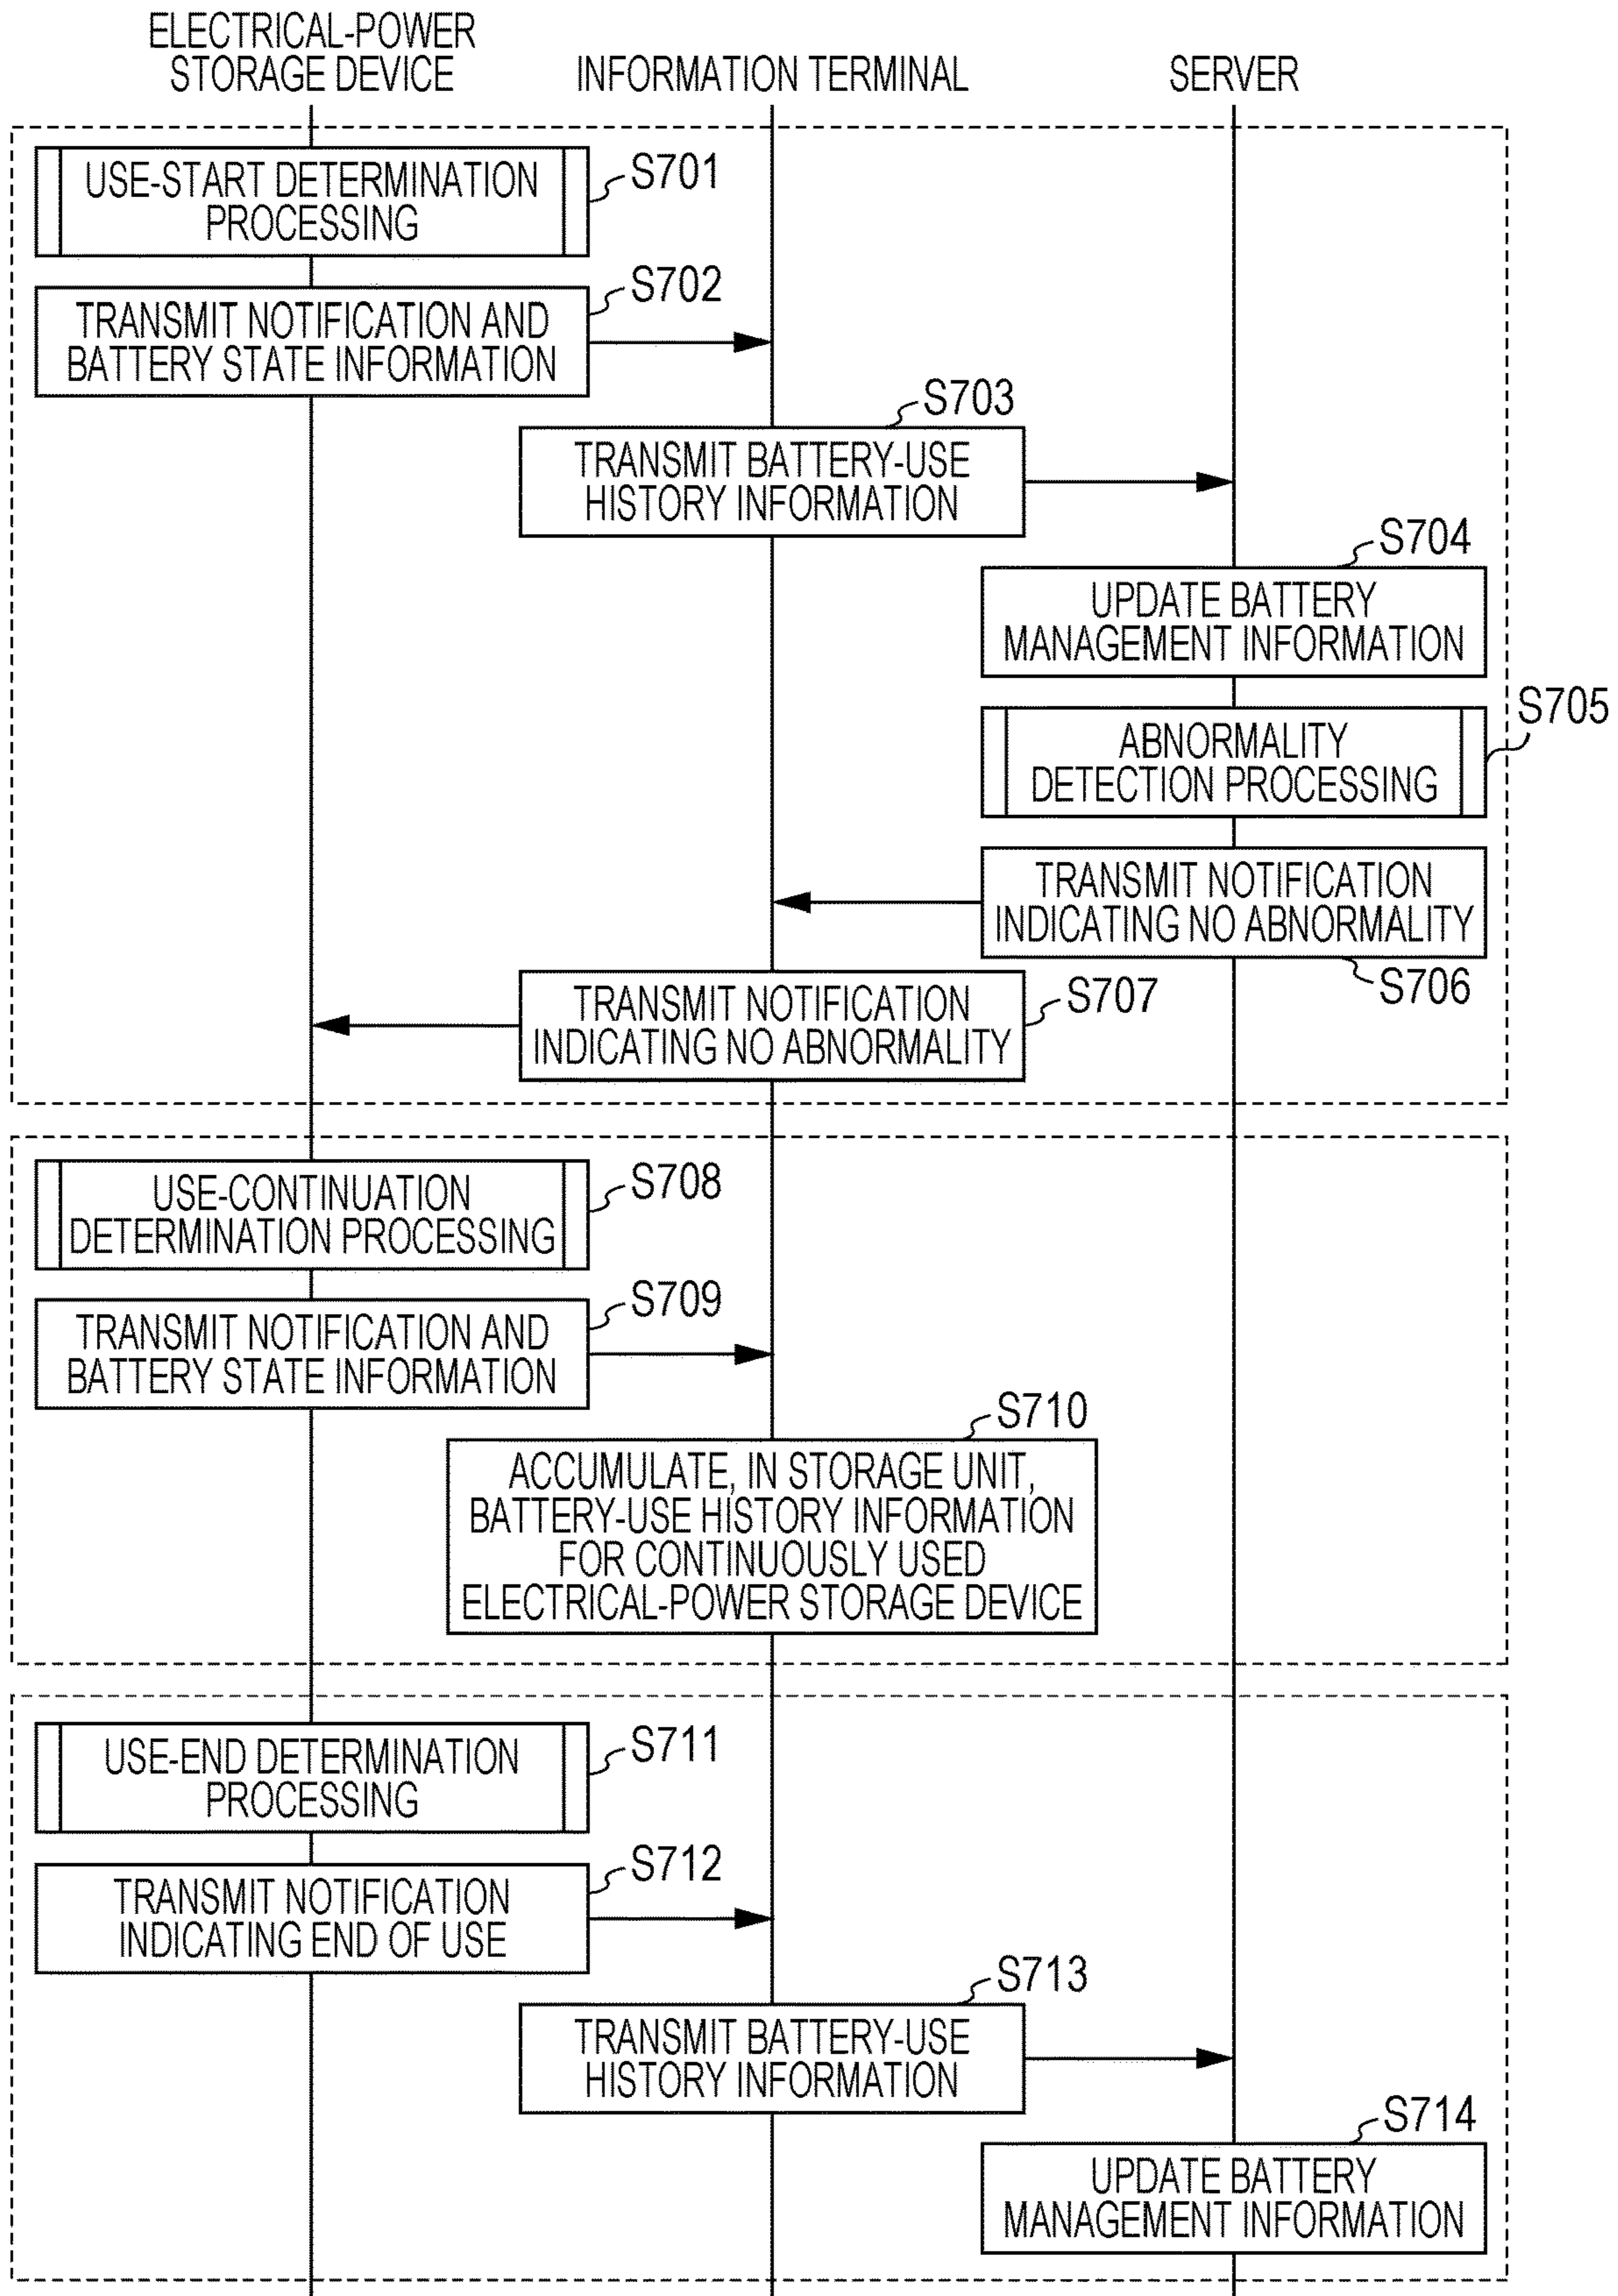 ELECTRICAL-POWER
STORAGE DEVICE
INFORMATION TERMINAL
SERVER
USE-START DETERMINATION
PROCESSING
S701
TRANSMIT NOTIFICATION AND
BATTERY STATE INFORMATION
S702
S703
TRANSMIT BATTERY-USE
HISTORY INFORMATION
S704
UPDATE BATTERY
MANAGEMENT INFORMATION
S705
ABNORMALITY
DETECTION PROCESSING
TRANSMIT NOTIFICATION
INDICATING NO ABNORMALITY
S706
TRANSMIT NOTIFICATION
INDICATING NO ABNORMALITY
S707
USE-CONTINUATION
DETERMINATION PROCESSING
S708
TRANSMIT NOTIFICATION AND
BATTERY STATE INFORMATION
S709
S710
ACCUMULATE, IN STORAGE UNIT,
BATTERY-USE HISTORY INFORMATION
FOR CONTINUOUSLY USED
ELECTRICAL-POWER STORAGE DEVICE
USE-END DETERMINATION
PROCESSING
S711
TRANSMIT NOTIFICATION
INDICATING END OF USE
S712
S713
TRANSMIT BATTERY-USE
HISTORY INFORMATION
S714
UPDATE BATTERY
MANAGEMENT INFORMATION